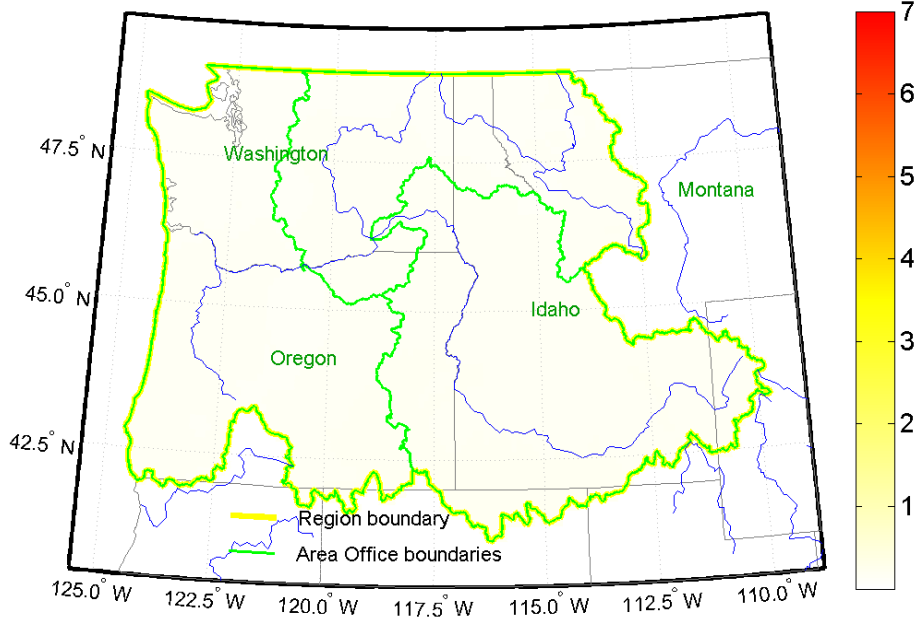 7
6
5
4
3
2
1
47.5° N
45.0° N
42.5° N
Washington
Montana
Idaho
Oregon
Region boundary
Area Office boundaries
125.0° W
122.5° W
120.0° W
117.5° W
115.0° W
112.5° W
110.0° W